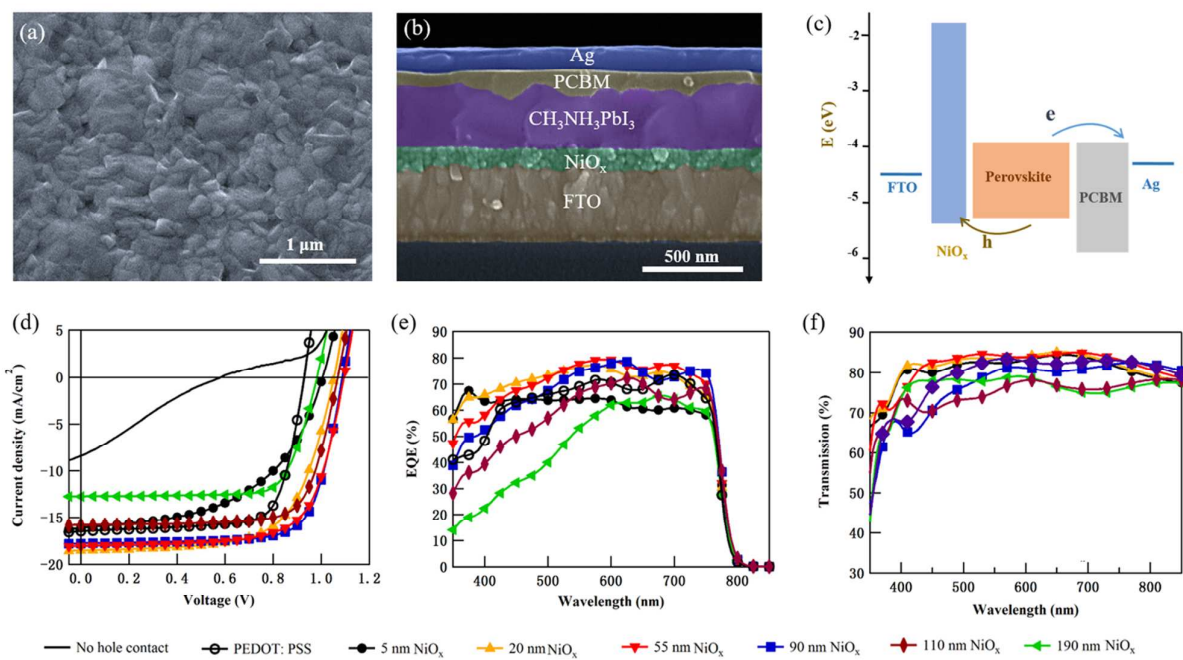 (a)
1 μm
(b)
Ag
PCBM
CH₃NH₃PbI₃
NiOₓ
FTO
500 nm
(c)
E (eV)
-2
-3
-4
-5
-6
FTO
NiOₓ
Perovskite
e
h
PCBM
Ag
(d)
Current density (mA/cm²)
5
0
-5
-10
-15
-20
0.0 0.2 0.4 0.6 0.8 1.0 1.2
Voltage (V)
(e)
EQE (%)
90
80
70
60
50
40
30
20
10
0
400 500 600 700 800
Wavelength (nm)
(f)
Transmission (%)
90
80
70
60
50
40
30
400 500 600 700 800
Wavelength (nm)
No hole contact PEDOT: PSS 5 nm NiOₓ 20 nm NiOₓ 55 nm NiOₓ 90 nm NiOₓ 110 nm NiOₓ 190 nm NiOₓ